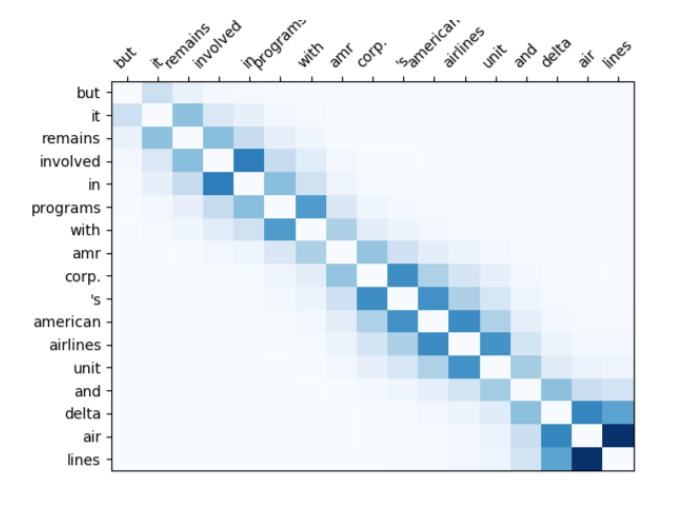 but it remains involved in programs with amr corp. 's american airlines unit and delta air lines
but
it
remains
involved
in
programs
with
amr
corp.
's
american
airlines
unit
and
delta
air
lines